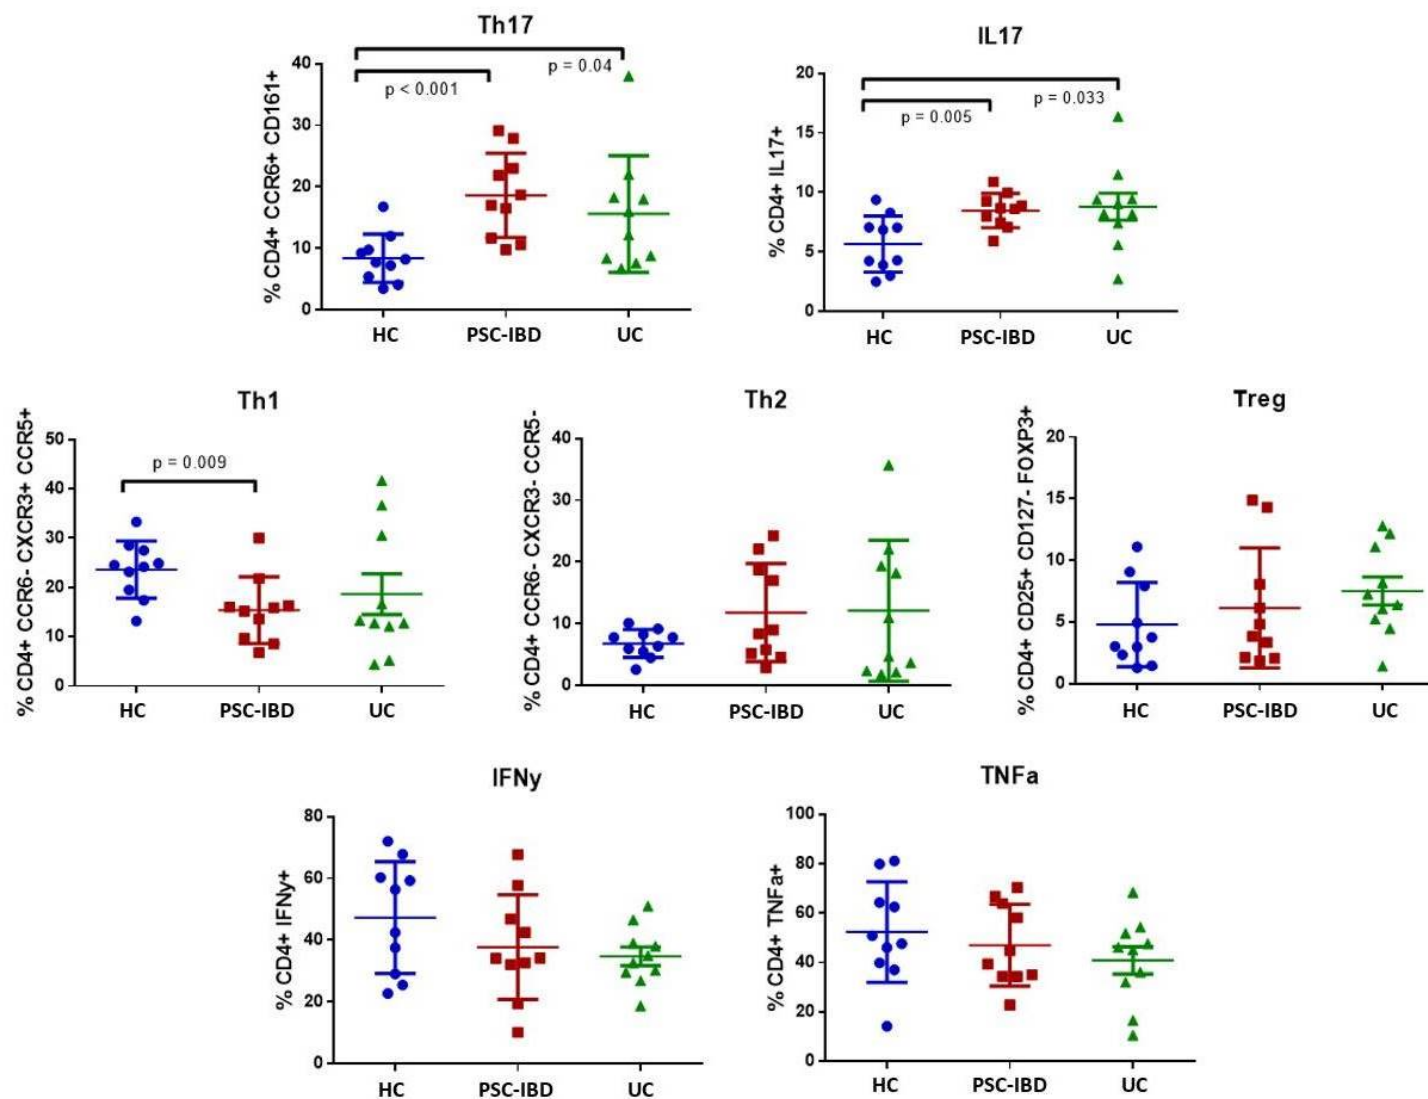 Th17
% CD4+ CCR6+ CD161+
40
30
20
10
0
p < 0.001
p = 0.04
HC
PSC-IBD
UC
IL17
% CD4+ IL17+
20
15
10
5
0
p = 0.005
p = 0.033
HC
PSC-IBD
UC
Th1
% CD4+ CCR6- CXCR3+ CCR5+
50
40
30
20
10
0
p = 0.009
HC
PSC-IBD
UC
Th2
% CD4+ CCR6- CXCR3- CCR5-
40
30
20
10
0
HC
PSC-IBD
UC
Treg
% CD4+ CD25+ CD127- FOXP3+
20
15
10
5
0
HC
PSC-IBD
UC
IFNy
% CD4+ IFNy+
80
60
40
20
0
HC
PSC-IBD
UC
TNFa
% CD4+ TNFa+
100
80
60
40
20
0
HC
PSC-IBD
UC